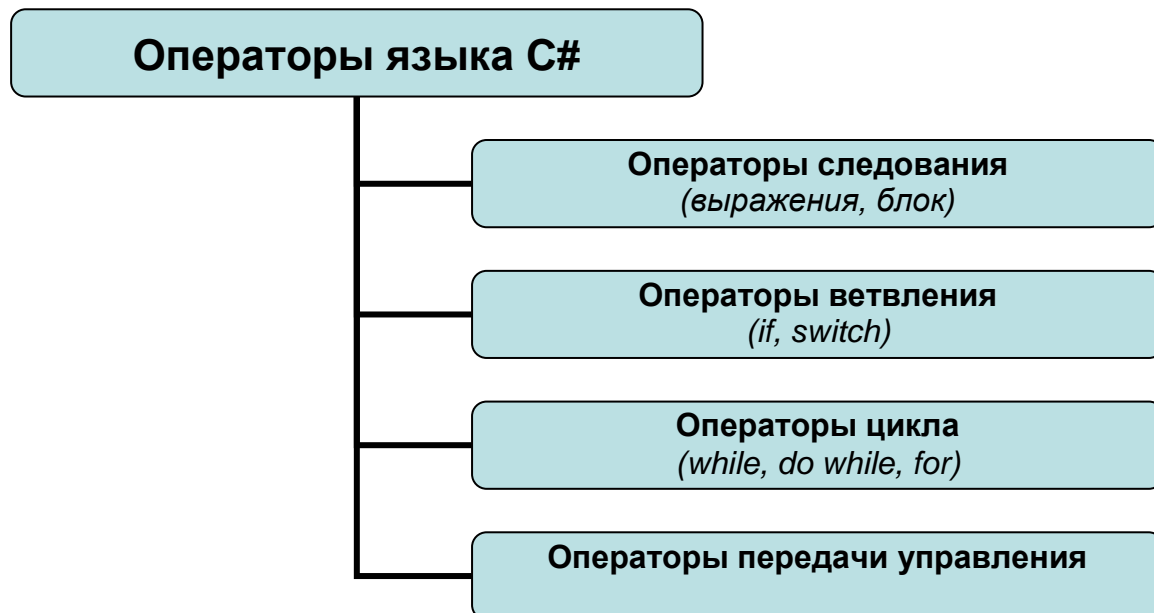 Операторы языка C#
Операторы следования
(выражения, блок)
Операторы ветвления
(if, switch)
Операторы цикла
(while, do while, for)
Операторы передачи управления